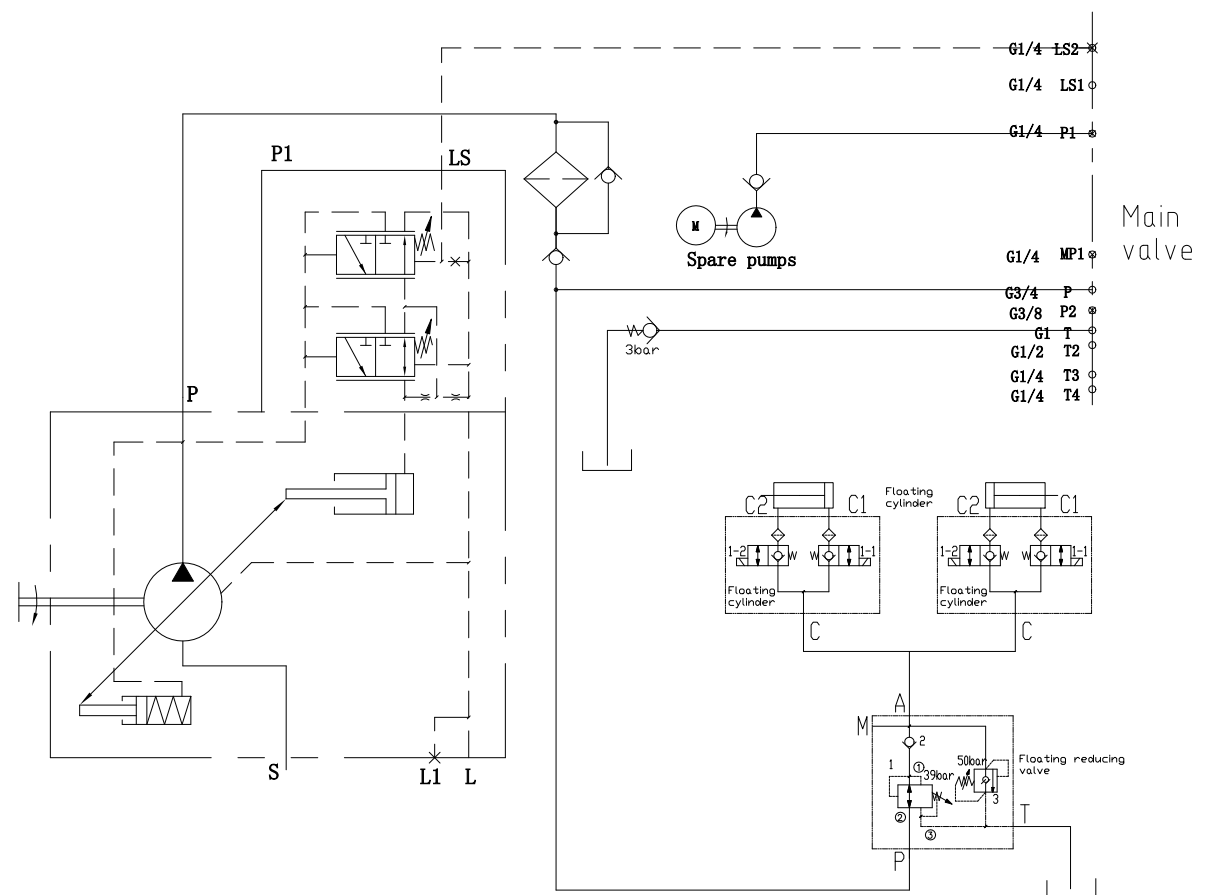 G1/4 LS2
G1/4 LS1
G1/4 P1
P1
LS
Main
valve
M
Spare pumps
G1/4 MP1
G3/4 P
G3/8 P2
G1 T
3bar
G1/2 T2
G1/4 T3
G1/4 T4
P
C2
C1
Floating
cylinder
C2
C1
1-2
1-1
1-2
1-1
Floating
cylinder
Floating
cylinder
C
C
A
M
2
1
①
39bar
50bar
Floating reducing
valve
3
②
③
T
P
S
L1
L